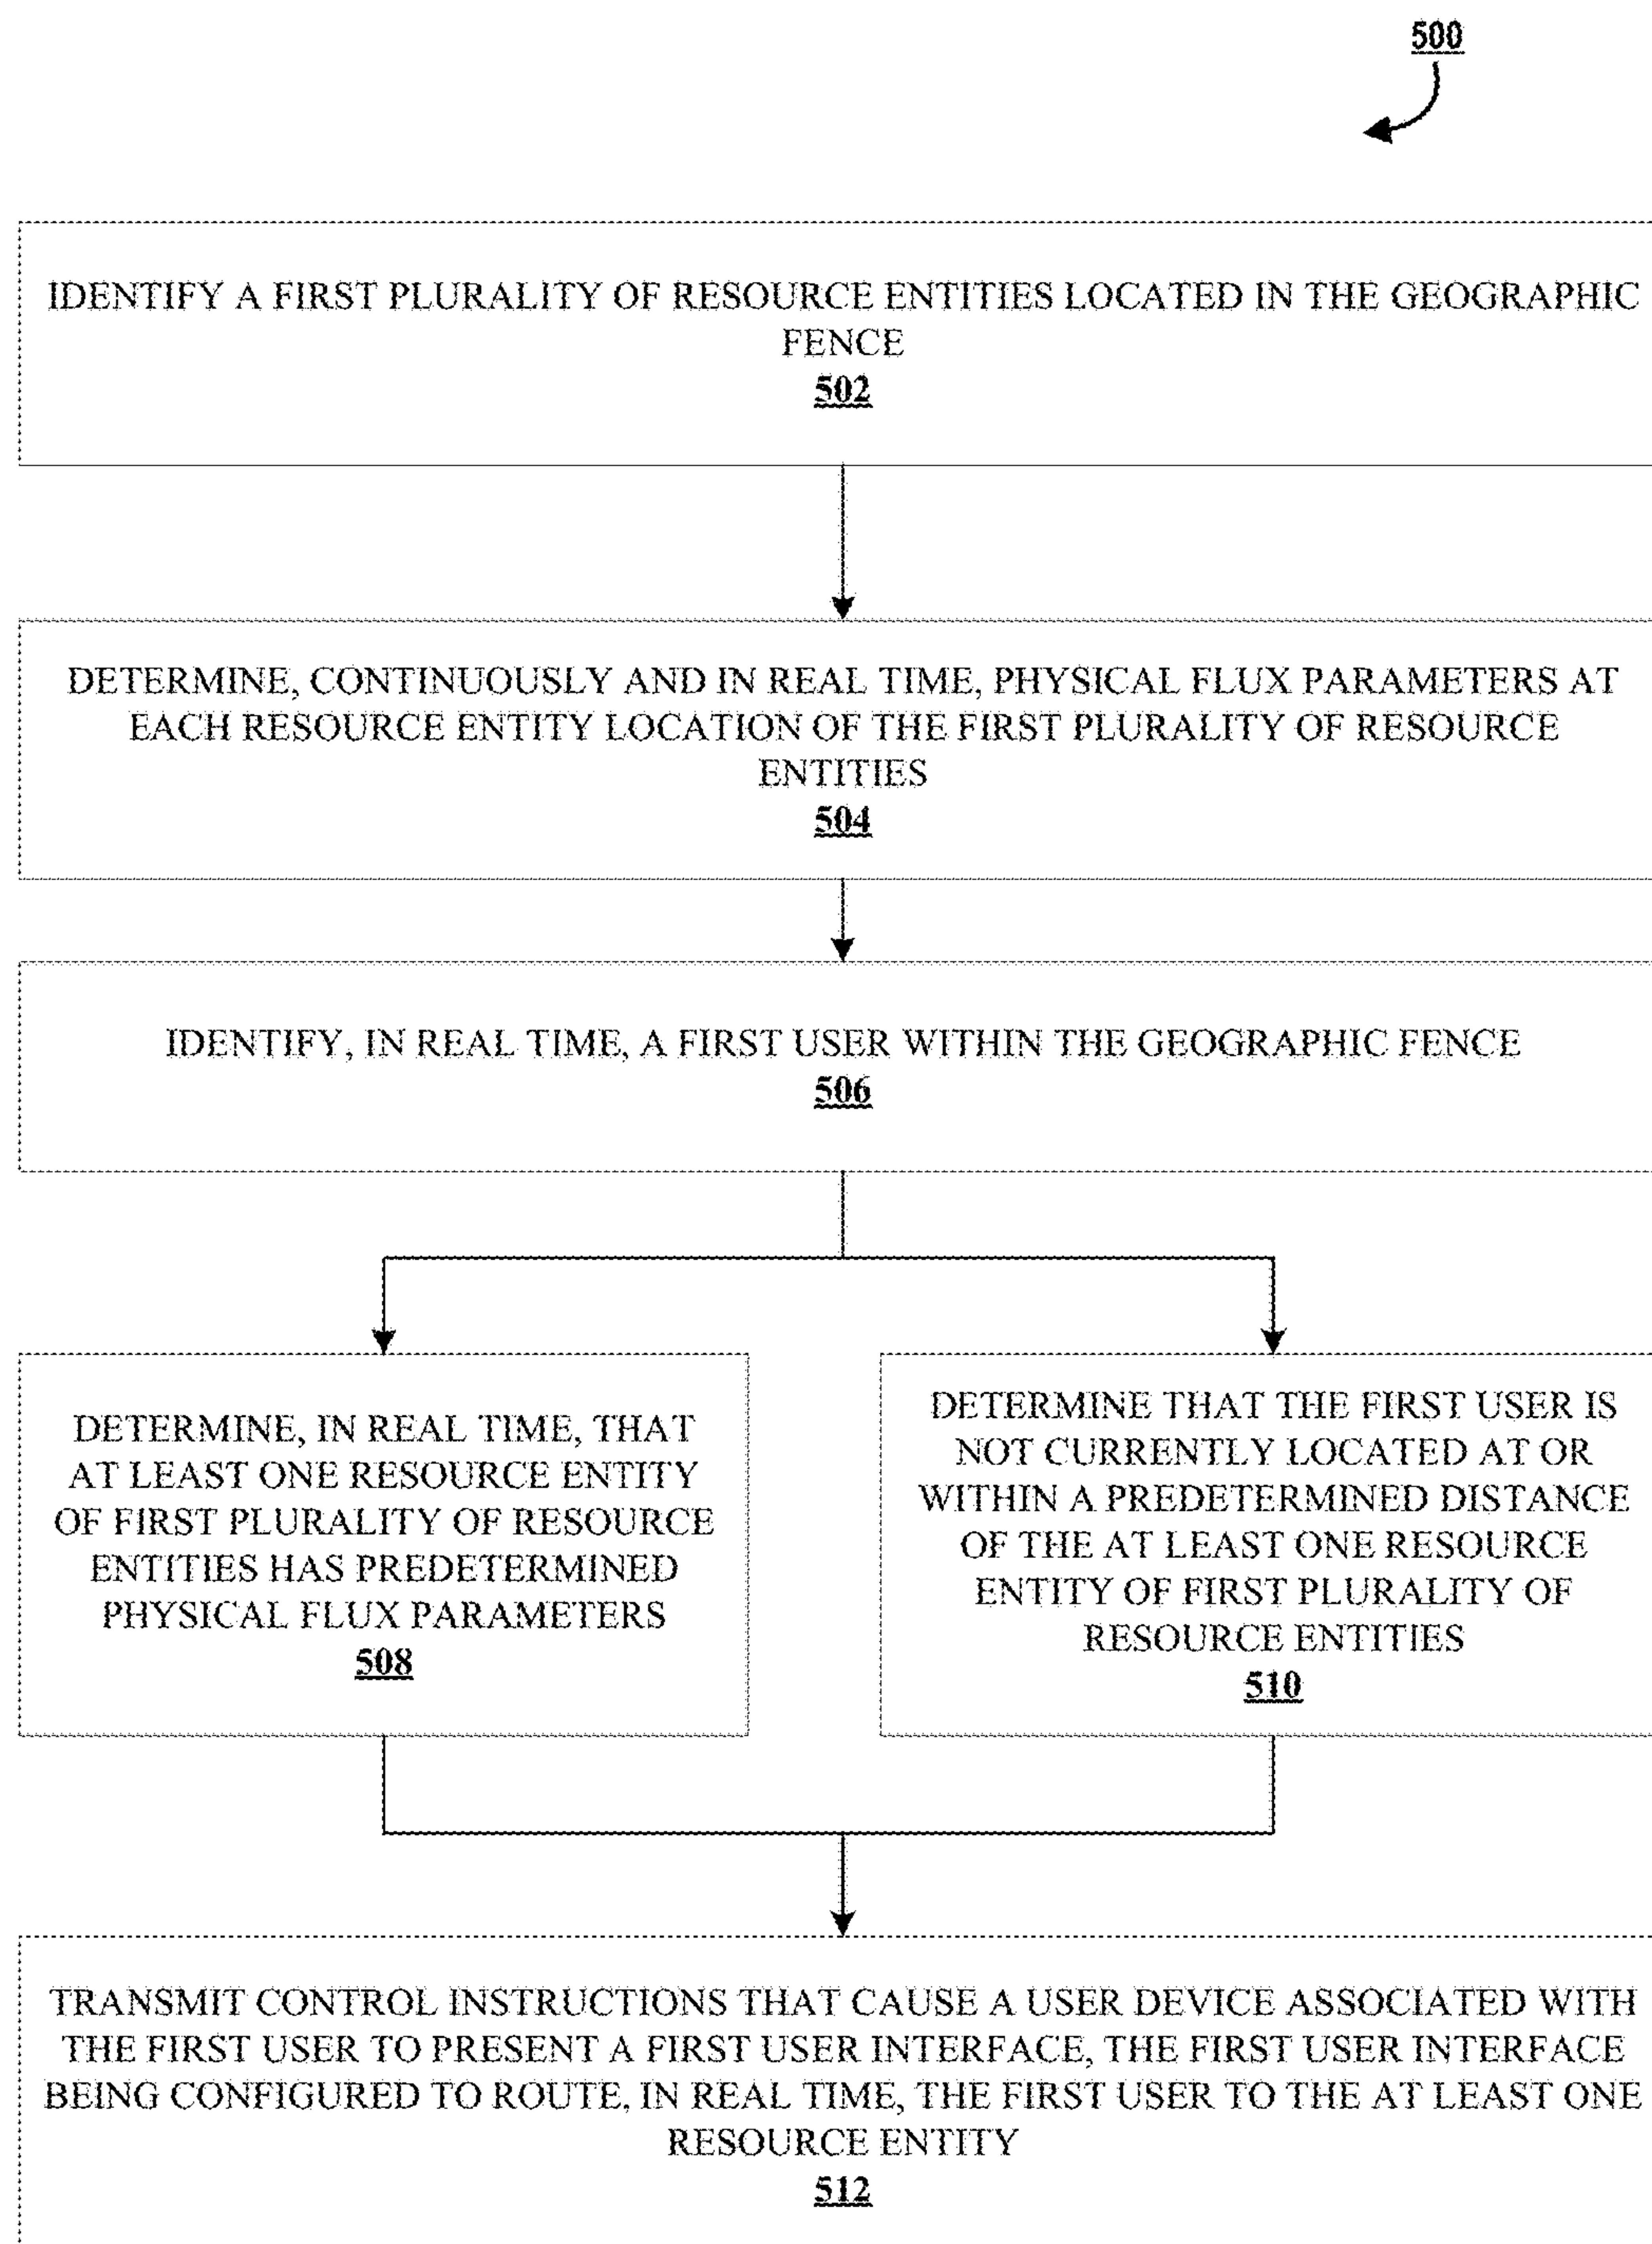 500
IDENTIFY A FIRST PLURALITY OF RESOURCE ENTITIES LOCATED IN THE GEOGRAPHIC
FENCE
502
DETERMINE, CONTINUOUSLY AND IN REAL TIME, PHYSICAL FLUX PARAMETERS AT
EACH RESOURCE ENTITY LOCATION OF THE FIRST PLURALITY OF RESOURCE
ENTITIES
504
IDENTIFY, IN REAL TIME, A FIRST USER WITHIN THE GEOGRAPHIC FENCE
506
DETERMINE, IN REAL TIME, THAT
AT LEAST ONE RESOURCE ENTITY
OF FIRST PLURALITY OF RESOURCE
ENTITIES HAS PREDETERMINED
PHYSICAL FLUX PARAMETERS
508
DETERMINE THAT THE FIRST USER IS
NOT CURRENTLY LOCATED AT OR
WITHIN A PREDETERMINED DISTANCE
OF THE AT LEAST ONE RESOURCE
ENTITY OF FIRST PLURALITY OF
RESOURCE ENTITIES
510
TRANSMIT CONTROL INSTRUCTIONS THAT CAUSE A USER DEVICE ASSOCIATED WITH
THE FIRST USER TO PRESENT A FIRST USER INTERFACE, THE FIRST USER INTERFACE
BEING CONFIGURED TO ROUTE, IN REAL TIME, THE FIRST USER TO THE AT LEAST ONE
RESOURCE ENTITY
512